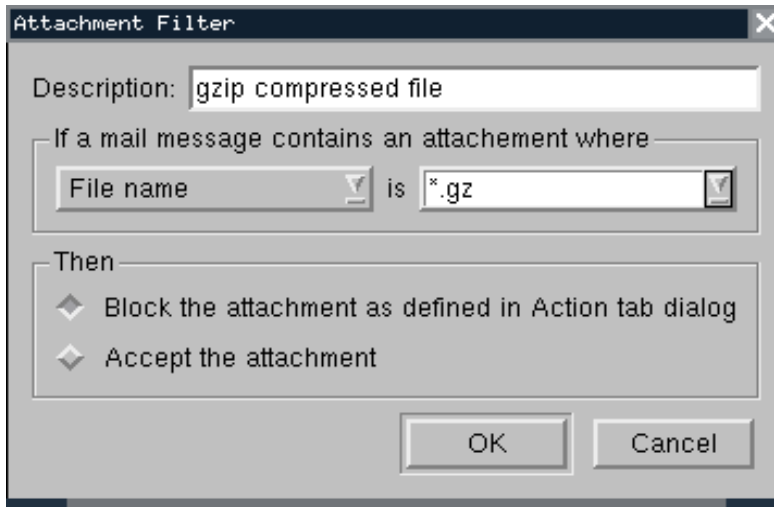 Attachment Filter
Description: gzip compressed file
If a mail message contains an attachement where
File name is *.gz
Then
Block the attachment as defined in Action tab dialog
Accept the attachment
OK Cancel